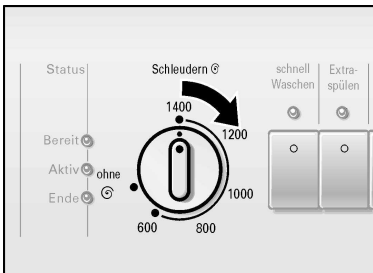 Status
Schleudern
schnell
Waschen
Extra-
spülen
1400
1200
Bereit
Aktiv
ohne
Ende
1000
600
800